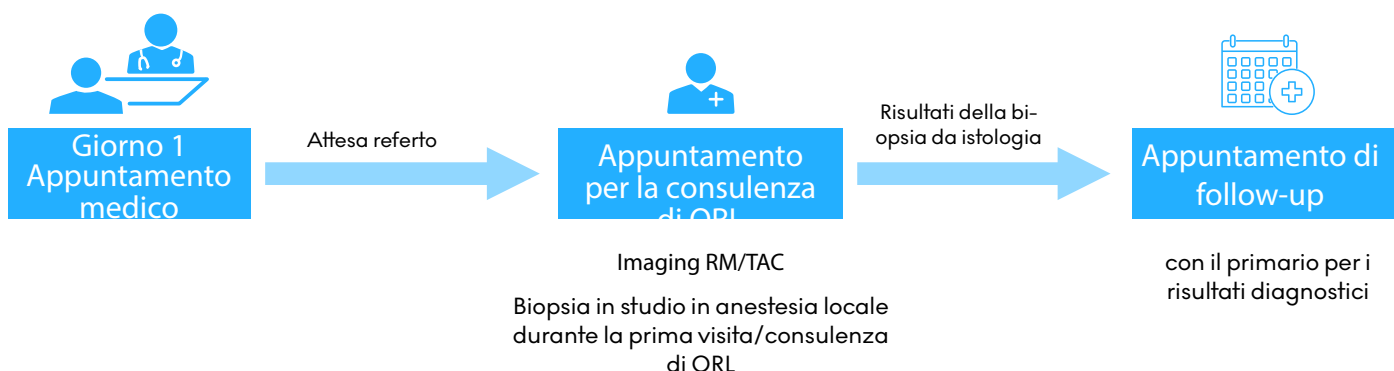 Giorno 1
Appuntamento
medico
Attesa referto
Appuntamento
per la consulenza
di ORL
Imaging RM/TAC
Biopsia in studio in anestesia locale
durante la prima visita/consulenza
di ORL
Risultati della bi-
opsia da istologia
Appuntamento di
follow-up
con il primario per i
risultati diagnostici